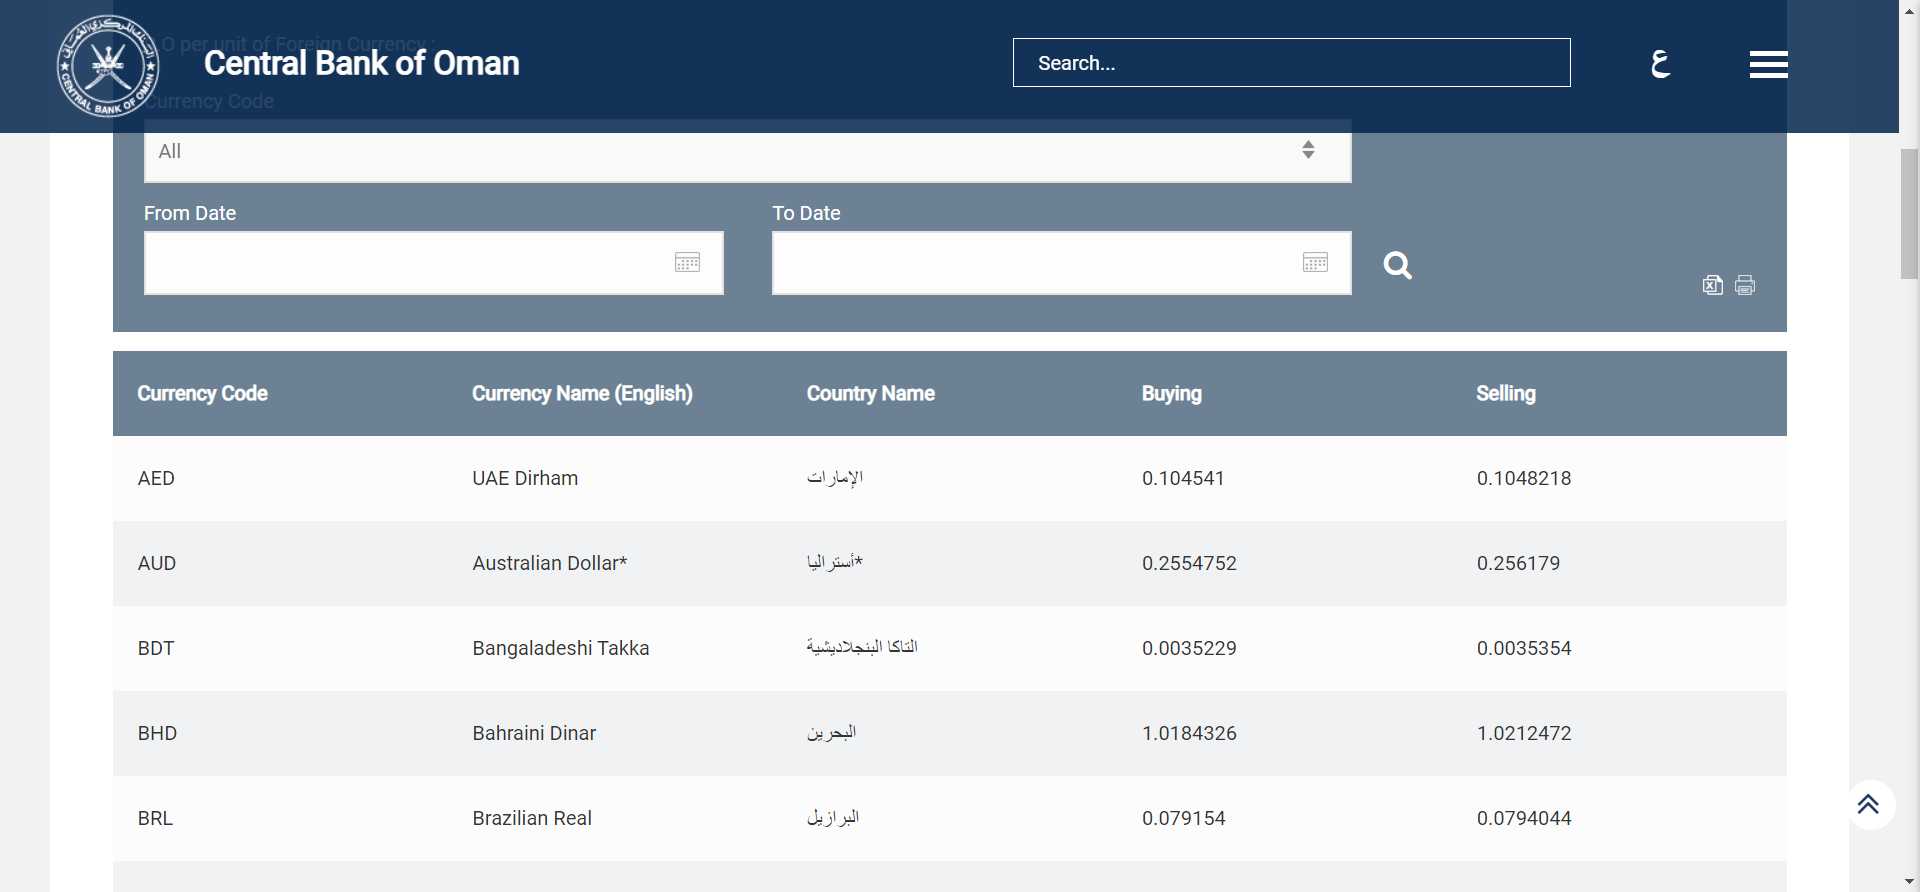 O per unit of Foreign Currency :
Central Bank of Oman
Search...
ع
البنك المركزي العماني
CENTRAL BANK OF OMAN
Currency Code
All
From Date
To Date
Currency Code
Currency Name (English)
Country Name
Buying
Selling
AED
UAE Dirham
الإمارات
0.104541
0.1048218
AUD
Australian Dollar*
أستراليا*
0.2554752
0.256179
BDT
Bangaladeshi Takka
التاكا البنجلاديشية
0.0035229
0.0035354
BHD
Bahraini Dinar
البحرين
1.0184326
1.0212472
BRL
Brazilian Real
البرازيل
0.079154
0.0794044